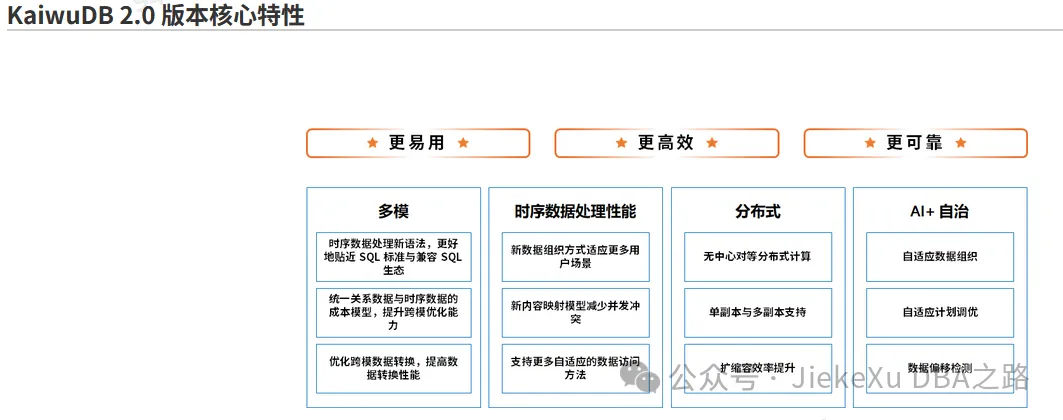 KaiwuDB 2.0 版本核心特性
★ 更易用 ★
★ 更高效 ★
★ 更可靠 ★
多模
时序数据处理新语法，更好
地贴近 SQL 标准与兼容 SQL
生态
统一关系数据与时序数据的
成本模型，提升跨模优化能
力
优化跨模数据转换，提高数
据转换性能
时序数据处理性能
新数据组织方式适应更多用
户场景
新内容映射模型减少并发冲
突
支持更多自适应的数据访问
方法
分布式
无中心对等分布式计算
单副本与多副本支持
扩缩容效率提升
AI+ 自治
自适应数据组织
自适应计划调优
数据偏移检测
公众号 · JiekeXu DBA之路